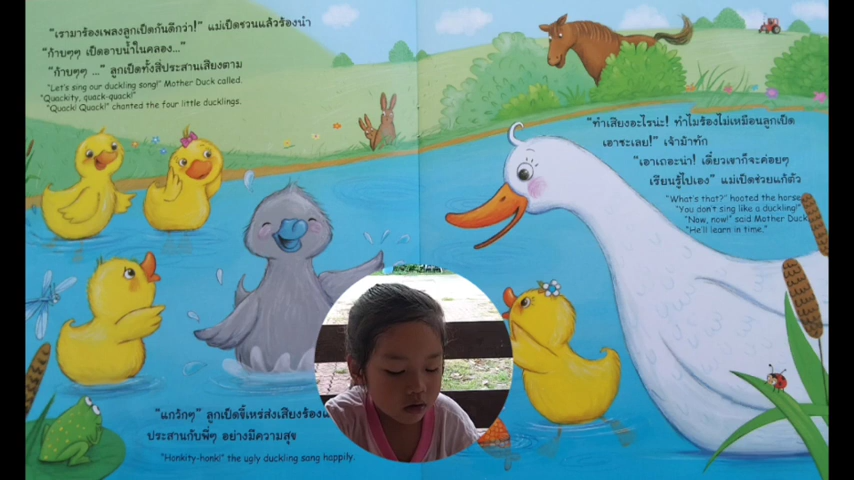 "เรามาร้องเพลงลูกเป็ดกันดีกว่า!" แม่เป็ดชวนแล้วร้องนำ
"ก้าบๆๆ เป็ดอาบน้ำในคลอง..."
"ก้าบๆๆ ..." ลูกเป็ดทั้งสี่ประสานเสียงตาม
"Let's sing our duckling song!" Mother Duck called.
"Quackity, quack-quack!"
"Quack! Quack!" chanted the four little ducklings.
"ทำเสียงอะไรน่ะ! ทำไมร้องไม่เหมือนลูกเป็ด
เอาซะเลย!" เจ้าม้าทัก
"เอาเถอะน่า! เดี๋ยวเขาก็จะค่อยๆ
เรียนรู้ไปเอง" แม่เป็ดช่วยแก้ตัว
"What's that?" hooted the horse.
"You don't sing like a duckling!"
"Now, now!" said Mother Duck.
"He'll learn in time."
"แกว๊กๆ" ลูกเป็ดขี้เหร่ส่งเสียงร้อง
ประสานกับพี่ๆ อย่างมีความสุข
"Honkity-honk!" the ugly duckling sang happily.